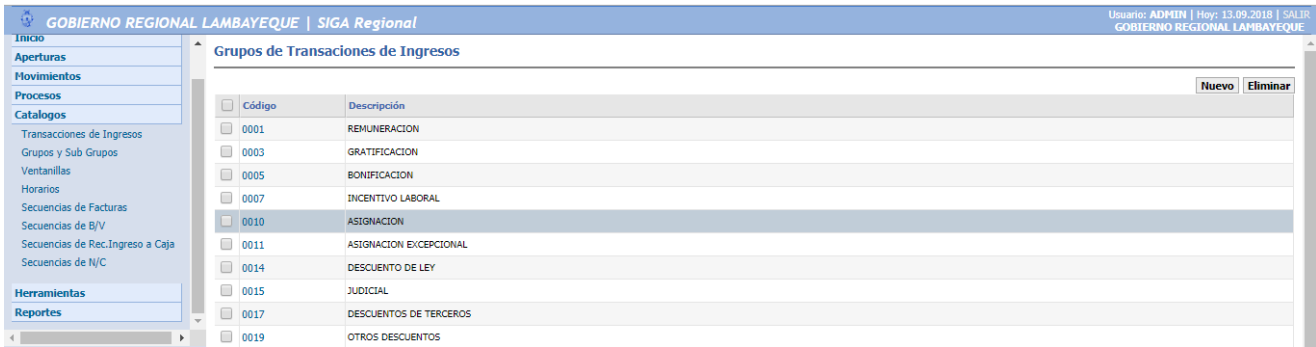 GOBIERNO REGIONAL LAMBAYEQUE | SIGA Regional
Usuario: ADMIN | Hoy: 13.09.2018 | SALIR
GOBIERNO REGIONAL LAMBAYEQUE
Inicio
Aperturas
Movimientos
Procesos
Catalogos
Transacciones de Ingresos
Grupos y Sub Grupos
Ventanillas
Horarios
Secuencias de Facturas
Secuencias de B/V
Secuencias de Rec.Ingreso a Caja
Secuencias de N/C
Herramientas
Reportes
Grupos de Transaciones de Ingresos
Nuevo Eliminar
Código Descripción
0001 REMUNERACION
0003 GRATIFICACION
0005 BONIFICACION
0007 INCENTIVO LABORAL
0010 ASIGNACION
0011 ASIGNACION EXCEPCIONAL
0014 DESCUENTO DE LEY
0015 JUDICIAL
0017 DESCUENTOS DE TERCEROS
0019 OTROS DESCUENTOS